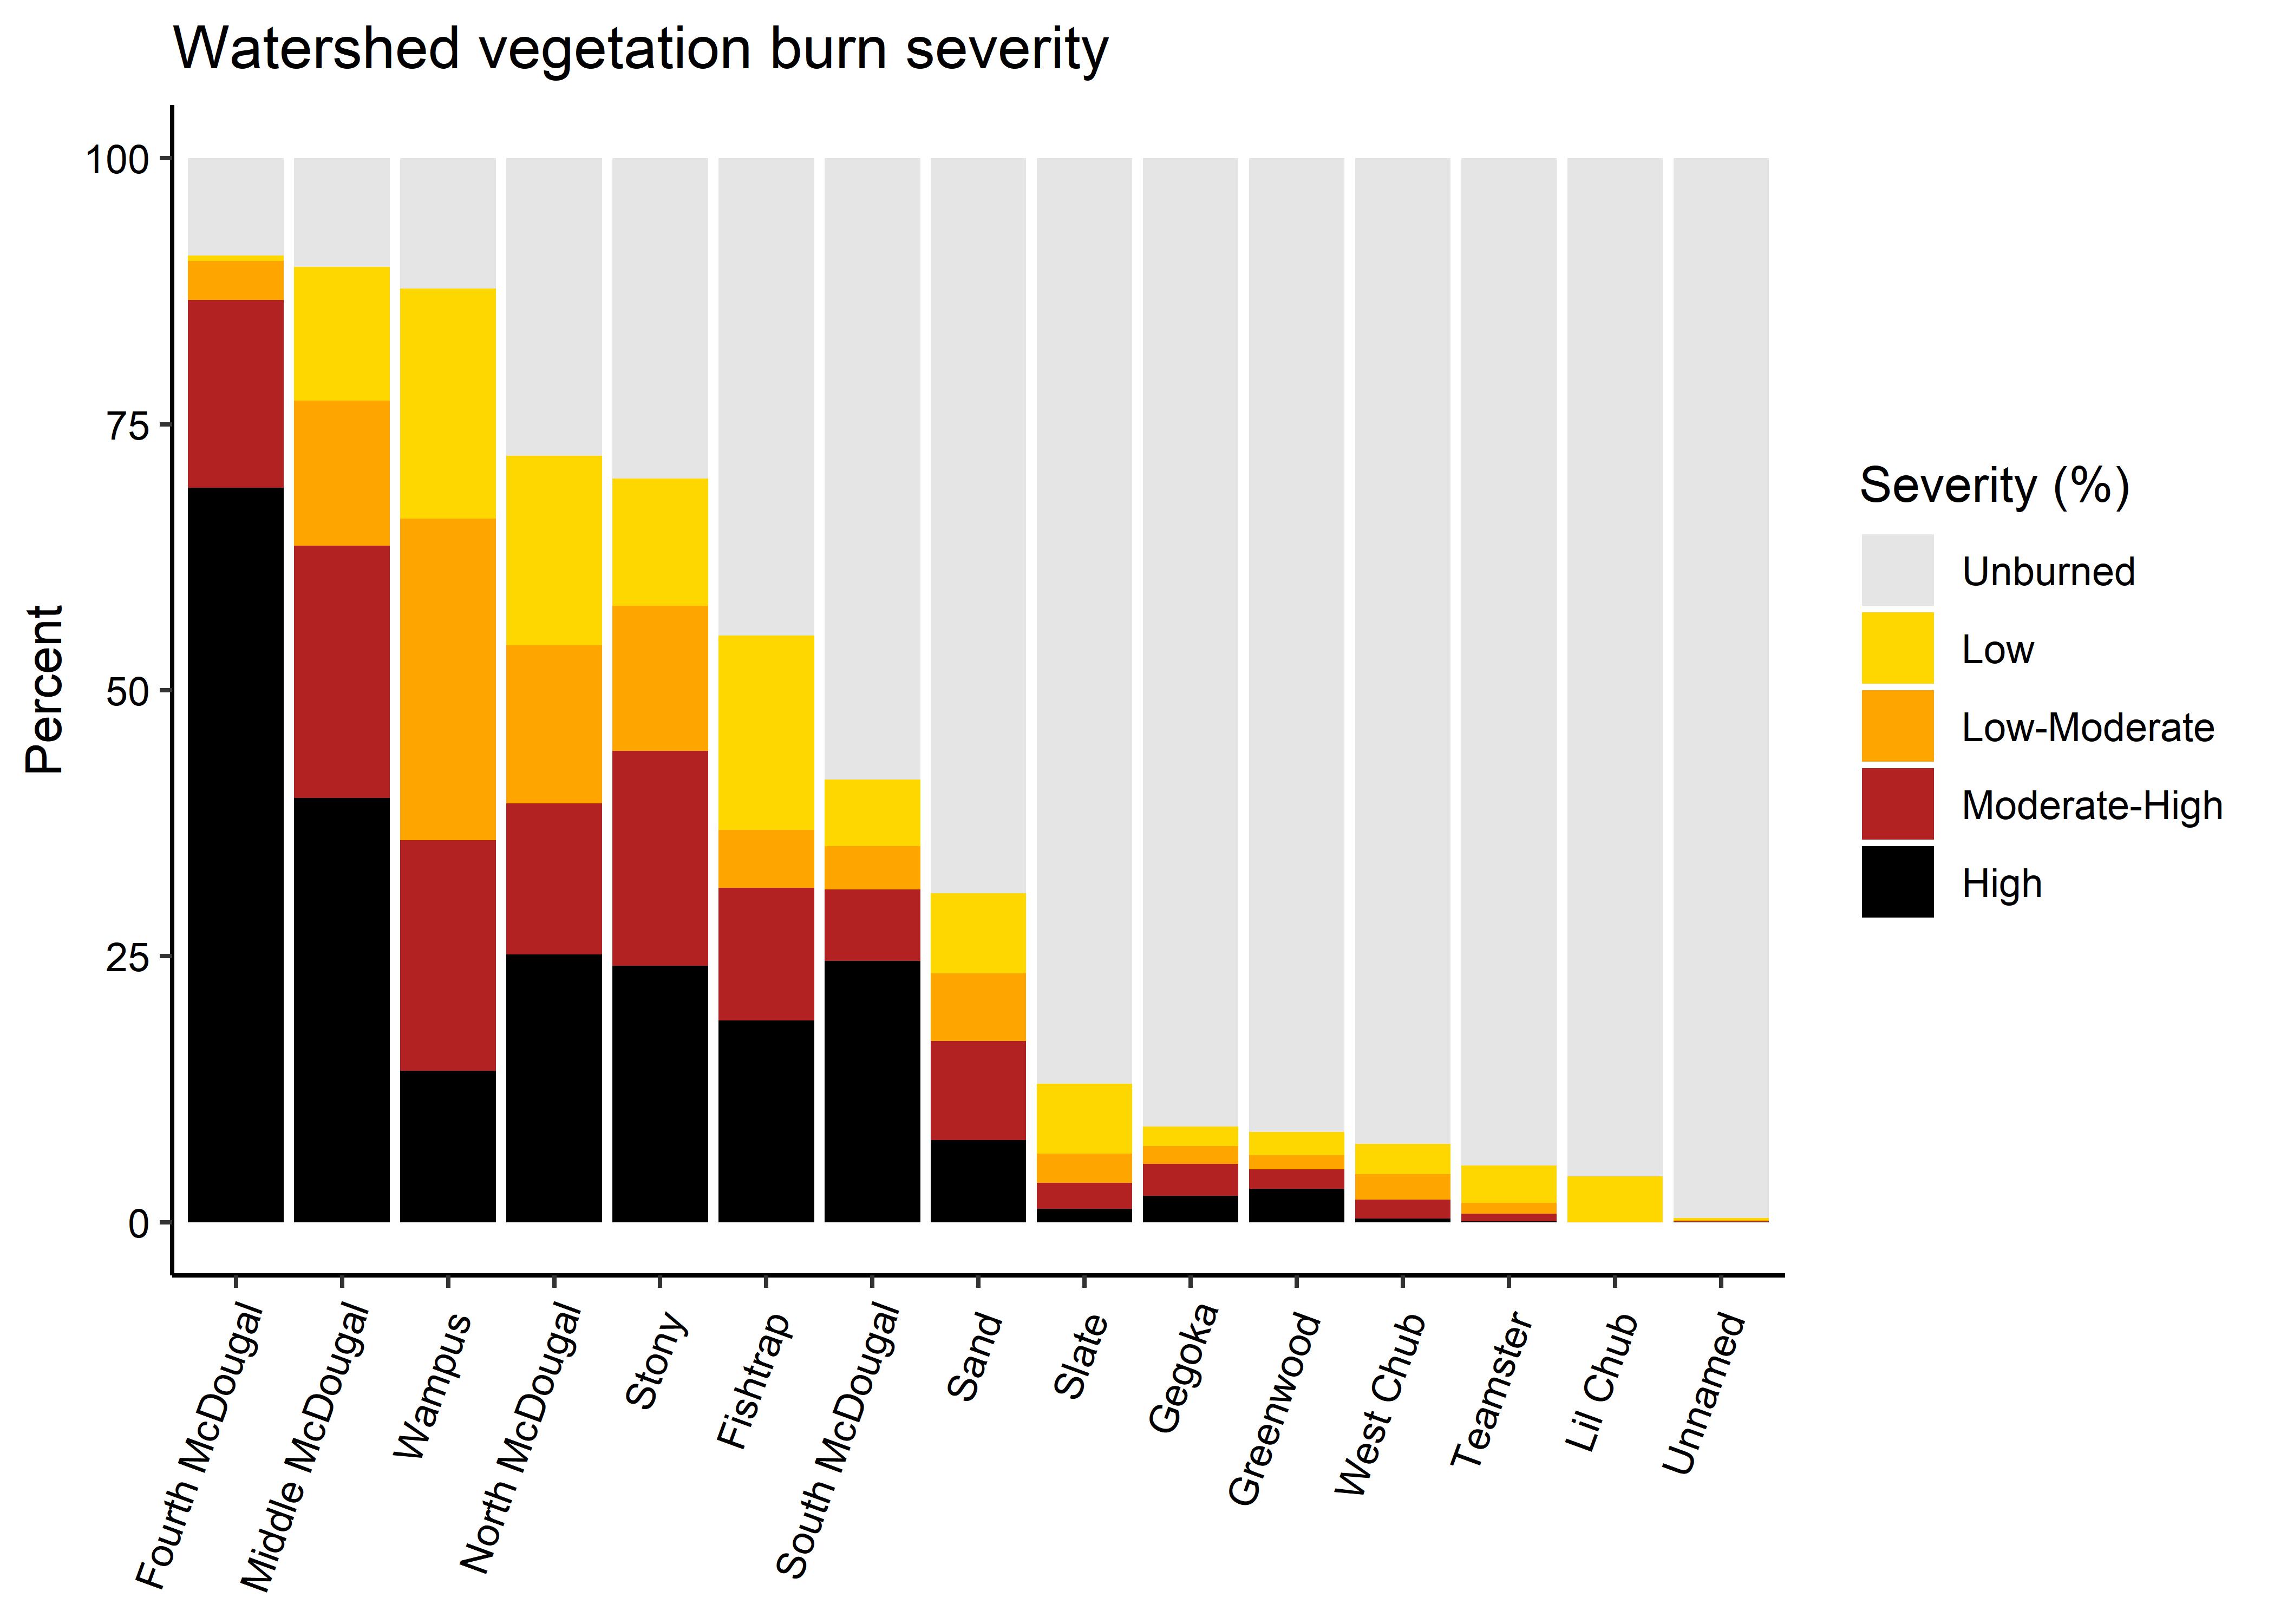 Watershed vegetation burn severity
Percent
100
75
50
25
0
Fourth McDougal
Middle McDougal
Wampus
North McDougal
Stony
Fishtrap
South McDougal
Sand
Slate
Gegoka
Greenwood
West Chub
Teamster
Lil Chub
Unnamed
Severity (%)
Unburned
Low
Low-Moderate
Moderate-High
High